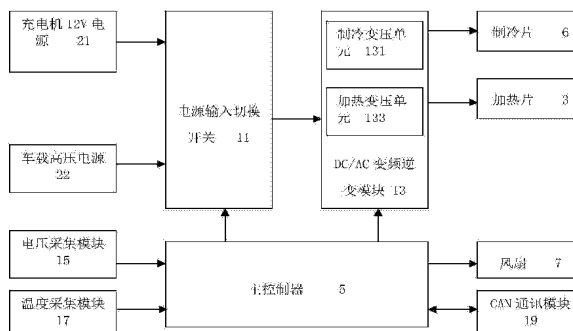 充电机 12V 电
源 21
车载高压电源
22
电压采集模块
15
温度采集模块
17
电源输入切换
开关 11
制冷变压单
元 131
加热变压单
元 133
DC/AC 变频逆
变模块 13
主控制器 5
制冷片 6
加热片 3
风扇 7
CAN 通讯模块
19